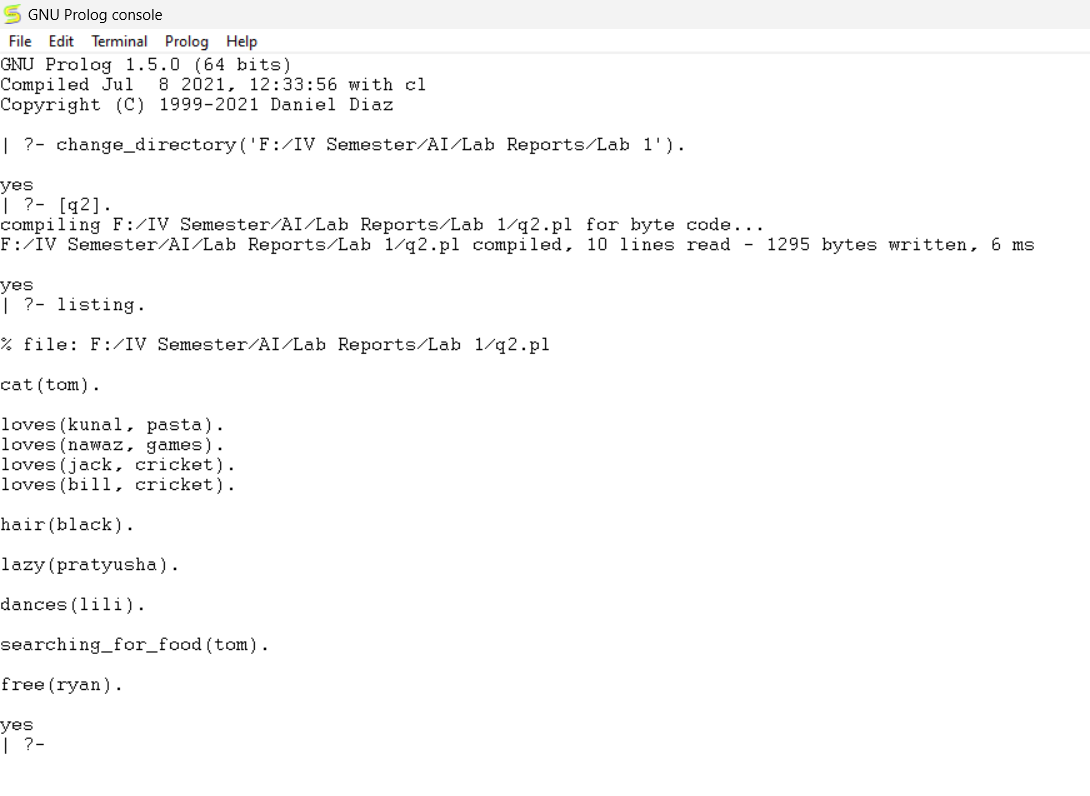 GNU Prolog console
File Edit Terminal Prolog Help
GNU Prolog 1.5.0 (64 bits)
Compiled Jul  8 2021, 12:33:56 with cl
Copyright (C) 1999-2021 Daniel Diaz
| ?- change_directory('F:/IV Semester/AI/Lab Reports/Lab 1').
yes
| ?- [q2].
compiling F:/IV Semester/AI/Lab Reports/Lab 1/q2.pl for byte code...
F:/IV Semester/AI/Lab Reports/Lab 1/q2.pl compiled, 10 lines read - 1295 bytes written, 6 ms
yes
| ?- listing.
% file: F:/IV Semester/AI/Lab Reports/Lab 1/q2.pl
cat(tom).
loves(kunal, pasta).
loves(nawaz, games).
loves(jack, cricket).
loves(bill, cricket).
hair(black).
lazy(pratyusha).
dances(lili).
searching_for_food(tom).
free(ryan).
yes
| ?-